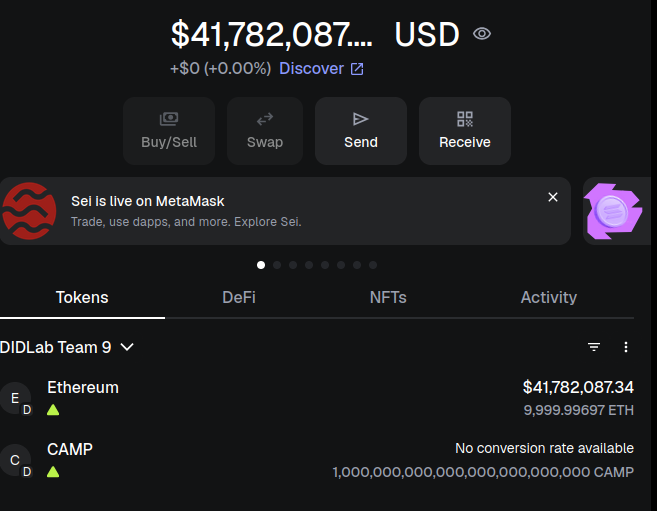 $41,782,087.... USD
+$0 (+0.00%) Discover
Buy/Sell
Swap
Send
Receive
Sei is live on MetaMask
Trade, use dapps, and more. Explore Sei.
Tokens DeFi NFTs Activity
DIDLab Team 9
E
D
Ethereum $41,782,087.34
9,999.99697 ETH
C
D
CAMP No conversion rate available
1,000,000,000,000,000,000,000,000 CAMP